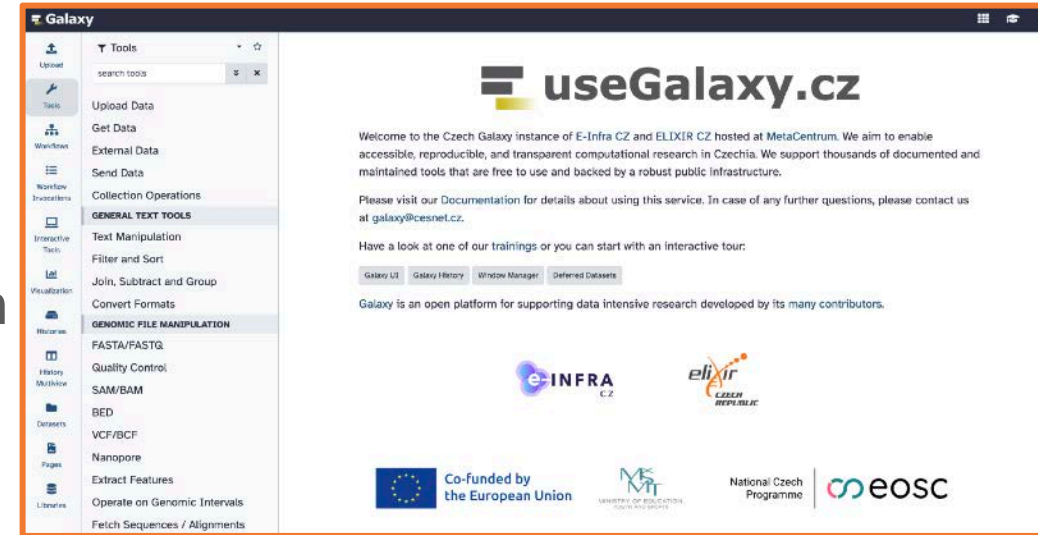 Galaxy
Upload
Tools
Workflows
Workflow
Invocations
Interactive
Tools
Visualization
Histories
History
Multiview
Datasets
Pages
Libraries
Tools
search tools
Upload Data
Get Data
External Data
Send Data
Collection Operations
GENERAL TEXT TOOLS
Text Manipulation
Filter and Sort
Join, Subtract and Group
Convert Formats
GENOMIC FILE MANIPULATION
FASTA/FASTQ
Quality Control
SAM/BAM
BED
VCF/BCF
Nanopore
Extract Features
Operate on Genomic Intervals
Fetch Sequences / Alignments
useGalaxy.cz
Welcome to the Czech Galaxy instance of E-Infra CZ and ELIXIR CZ hosted at MetaCentrum. We aim to enable
accessible, reproducible, and transparent computational research in Czechia. We support thousands of documented and
maintained tools that are free to use and backed by a robust public infrastructure.
Please visit our Documentation for details about using this service. In case of any further questions, please contact us
at galaxy@cesnet.cz.
Have a look at one of our trainings or you can start with an interactive tour:
Galaxy UI Galaxy History Window Manager Deferred Datasets
Galaxy is an open platform for supporting data intensive research developed by its many contributors.
e-INFRA
CZ
elixir
CZECH
REPUBLIC
Co-funded by
the European Union
MINISTRY OF EDUCATION
YOUTH AND SPORTS
National Czech
Programme
eosc
n